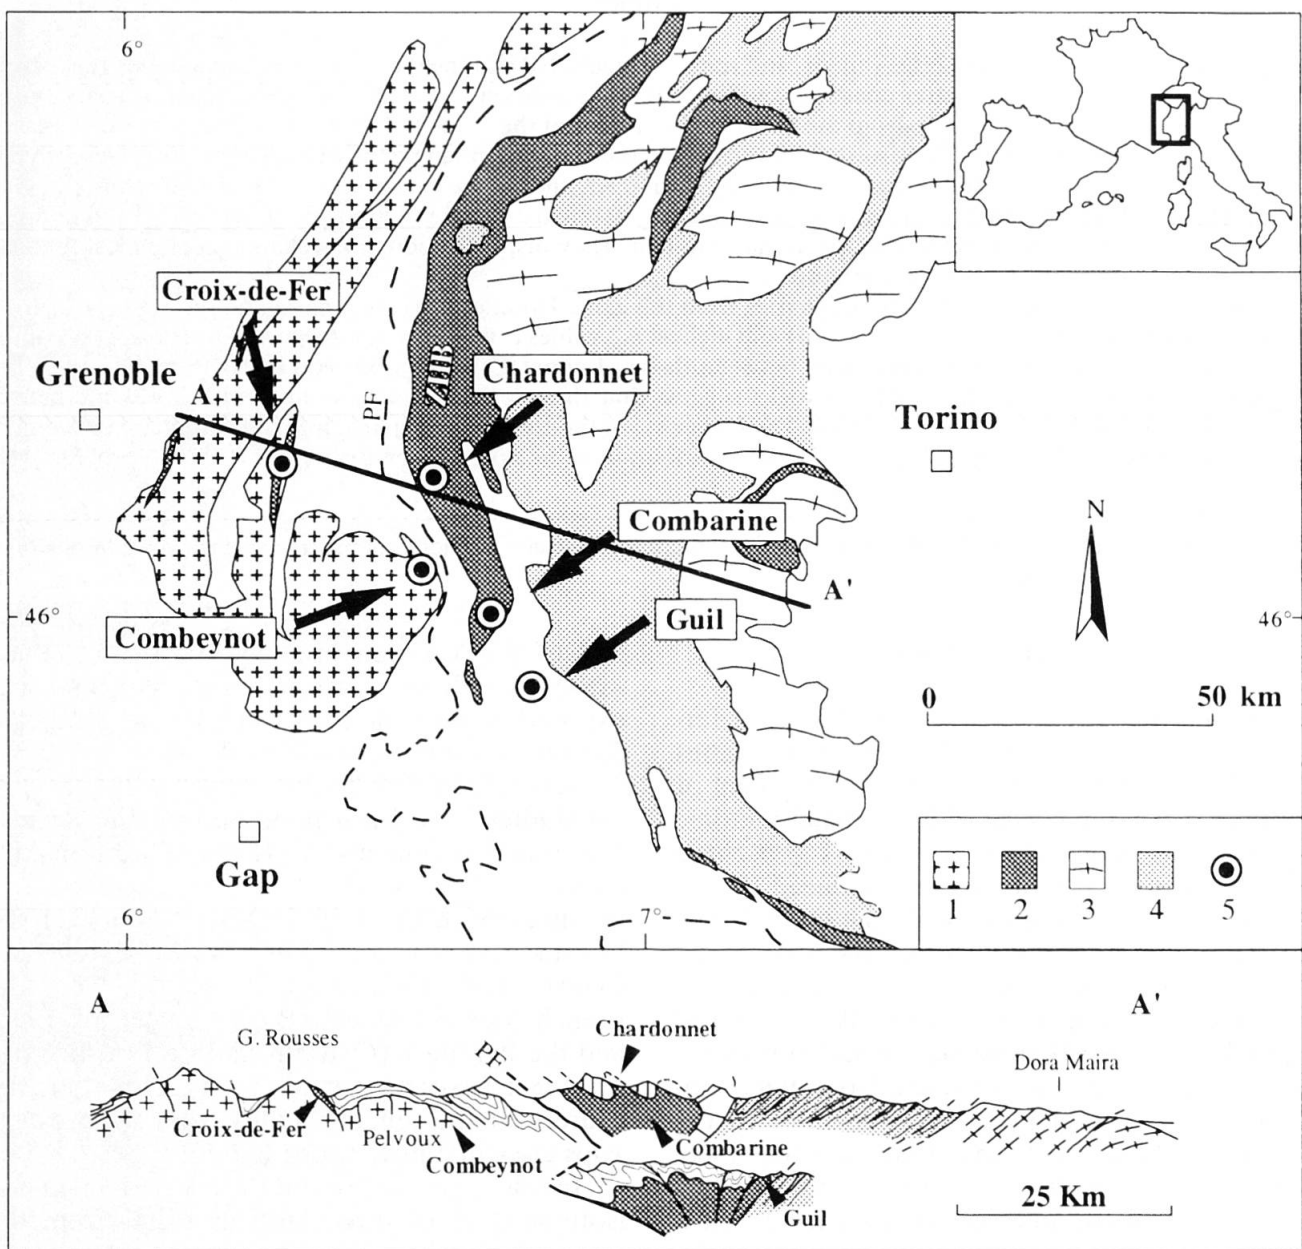 6°
7°
Croix-de-Fer
Grenoble
A
PF
ZHB
Chardonnet
Torino
Combarine
N
A'
Combeynot
Guil
46°
46°
0
50 km
Gap
1
2
3
4
5
6°
7°
A
A'
G. Rousses
PF
Chardonnet
Dora Maira
Croix-de-Fer
Pelvoux
Combeynot
Combarine
25 Km
Guil